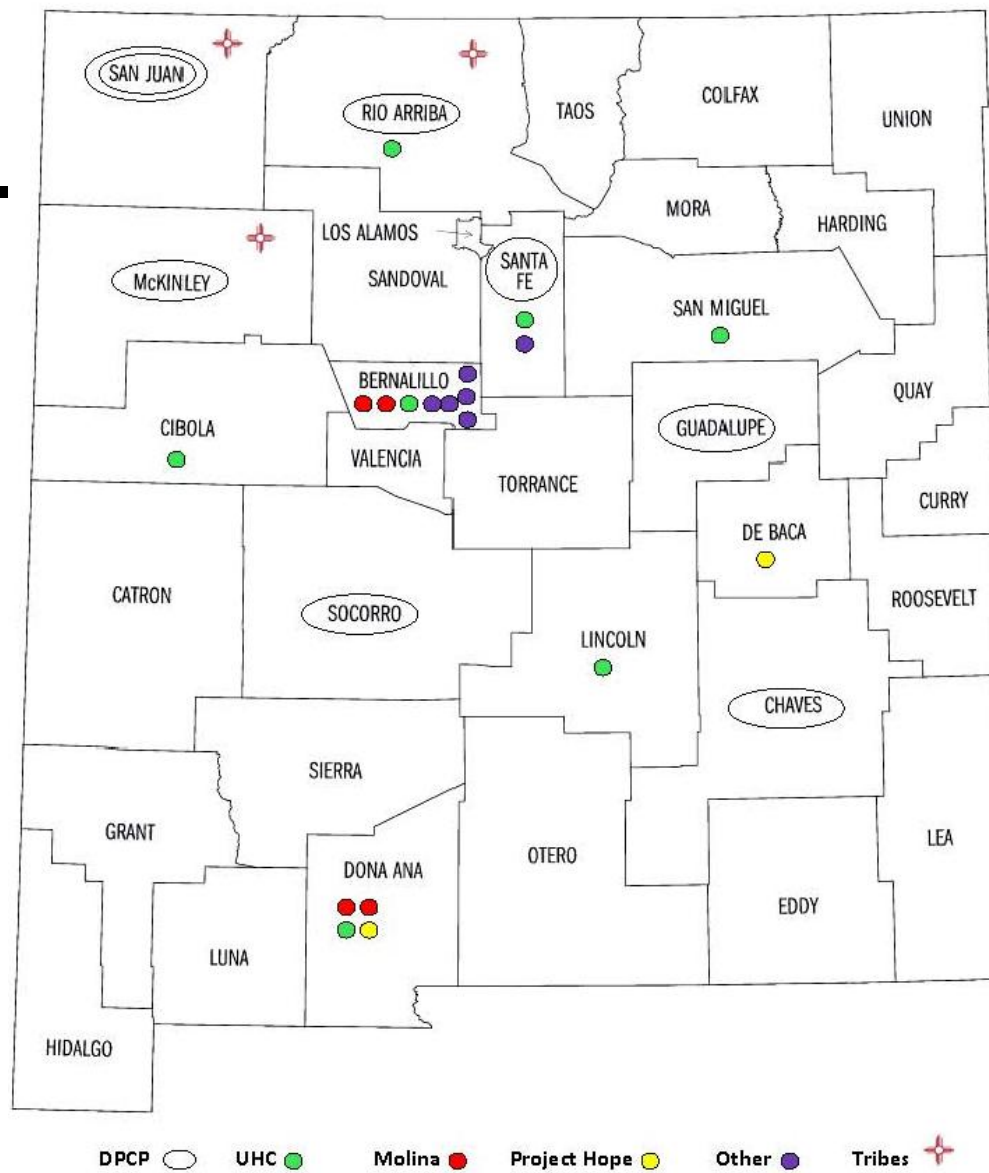 SAN JUAN
RIO ARRIBA
TAOS
COLFAX
UNION
MORA
HARDING
LOS ALAMOS
SANDOVAL
SANTA
FE
McKINLEY
SAN MIGUEL
BERNALILLO
QUAY
CIBOLA
VALENCIA
GUADALUPE
TORRANCE
CURRY
DE BACA
CATRON
SOCORRO
ROOSEVELT
LINCOLN
CHAVES
SIERRA
GRANT
DONA ANA
OTERO
LEA
EDDY
LUNA
HIDALGO
DPCP UHC Molina Project Hope Other Tribes